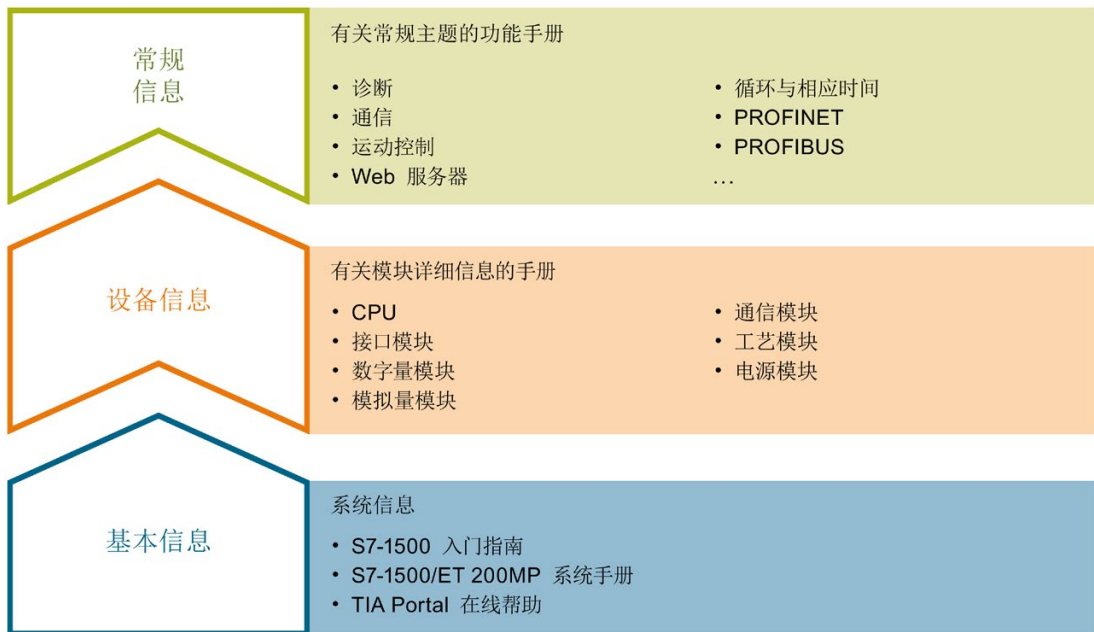 常规
信息
有关常规主题的功能手册
• 诊断
• 通信
• 运动控制
• Web 服务器
• 循环与相应时间
• PROFINET
• PROFIBUS
…
设备信息
有关模块详细信息的手册
• CPU
• 接口模块
• 数字量模块
• 模拟量模块
• 通信模块
• 工艺模块
• 电源模块
基本信息
系统信息
• S7-1500 入门指南
• S7-1500/ET 200MP 系统手册
• TIA Portal 在线帮助